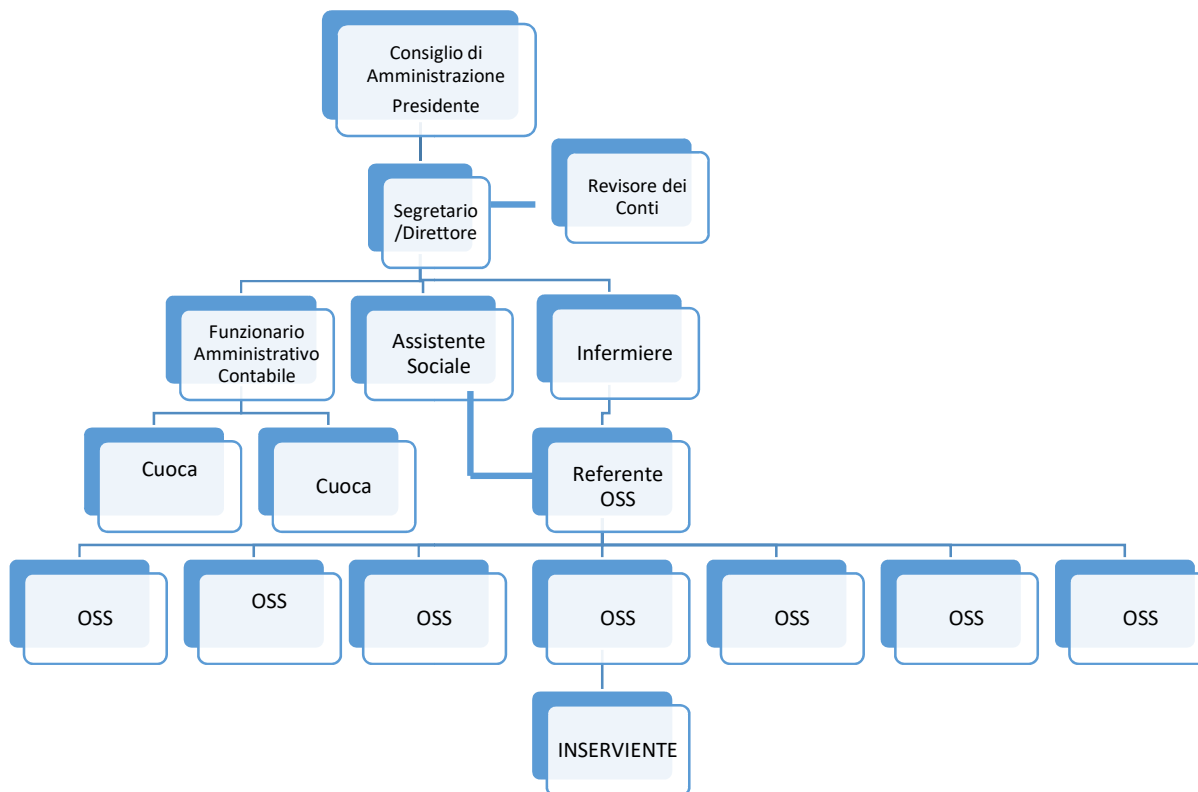 Consiglio di
Amministrazione
Presidente
Segretario
/Direttore
Revisore dei
Conti
Funzionario
Amministrativo
Contabile
Assistente
Sociale
Infermiere
Cuoca
Cuoca
Referente
OSS
OSS
OSS
OSS
OSS
OSS
OSS
OSS
INSERVIENTE